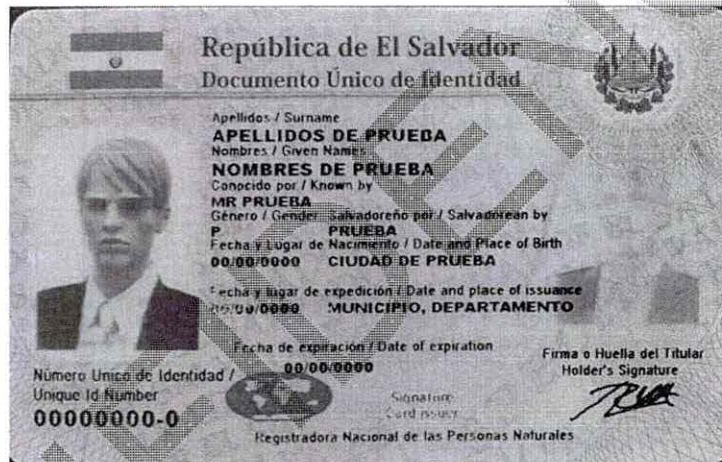 República de El Salvador
Documento Único de Identidad
Apellidos / Surname
APELLIDOS DE PRUEBA
Nombres / Given Names
NOMBRES DE PRUEBA
Conocido por / Known by
MR PRUEBA
Género / Gender Salvadoreño por / Salvadorean by
P PRUEBA
Fecha y Lugar de Nacimiento / Date and Place of Birth
00/00/0000 CIUDAD DE PRUEBA
Fecha y lugar de expedición / Date and place of issuance
00/00/0000 MUNICIPIO, DEPARTAMENTO
Fecha de expiración / Date of expiration
00/00/0000
Firma o Huella del Titular
Holder's Signature
Número Unico de Identidad /
Unique Id Number
00000000-0
Signature
Card issuer
Registradora Nacional de las Personas Naturales